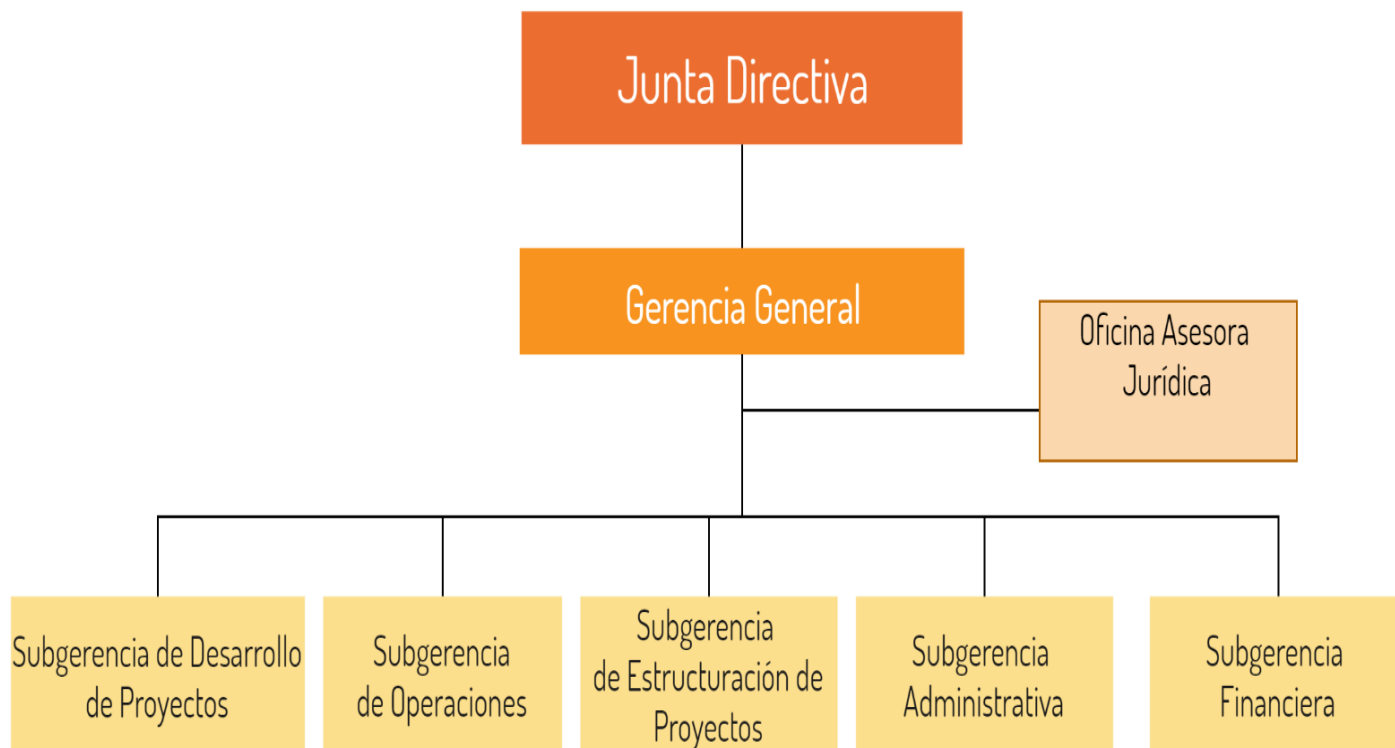 Junta Directiva
Gerencia General
Oficina Asesora
Jurídica
Subgerencia de Desarrollo
de Proyectos
Subgerencia
de Operaciones
Subgerencia
de Estructuración de
Proyectos
Subgerencia
Administrativa
Subgerencia
Financiera